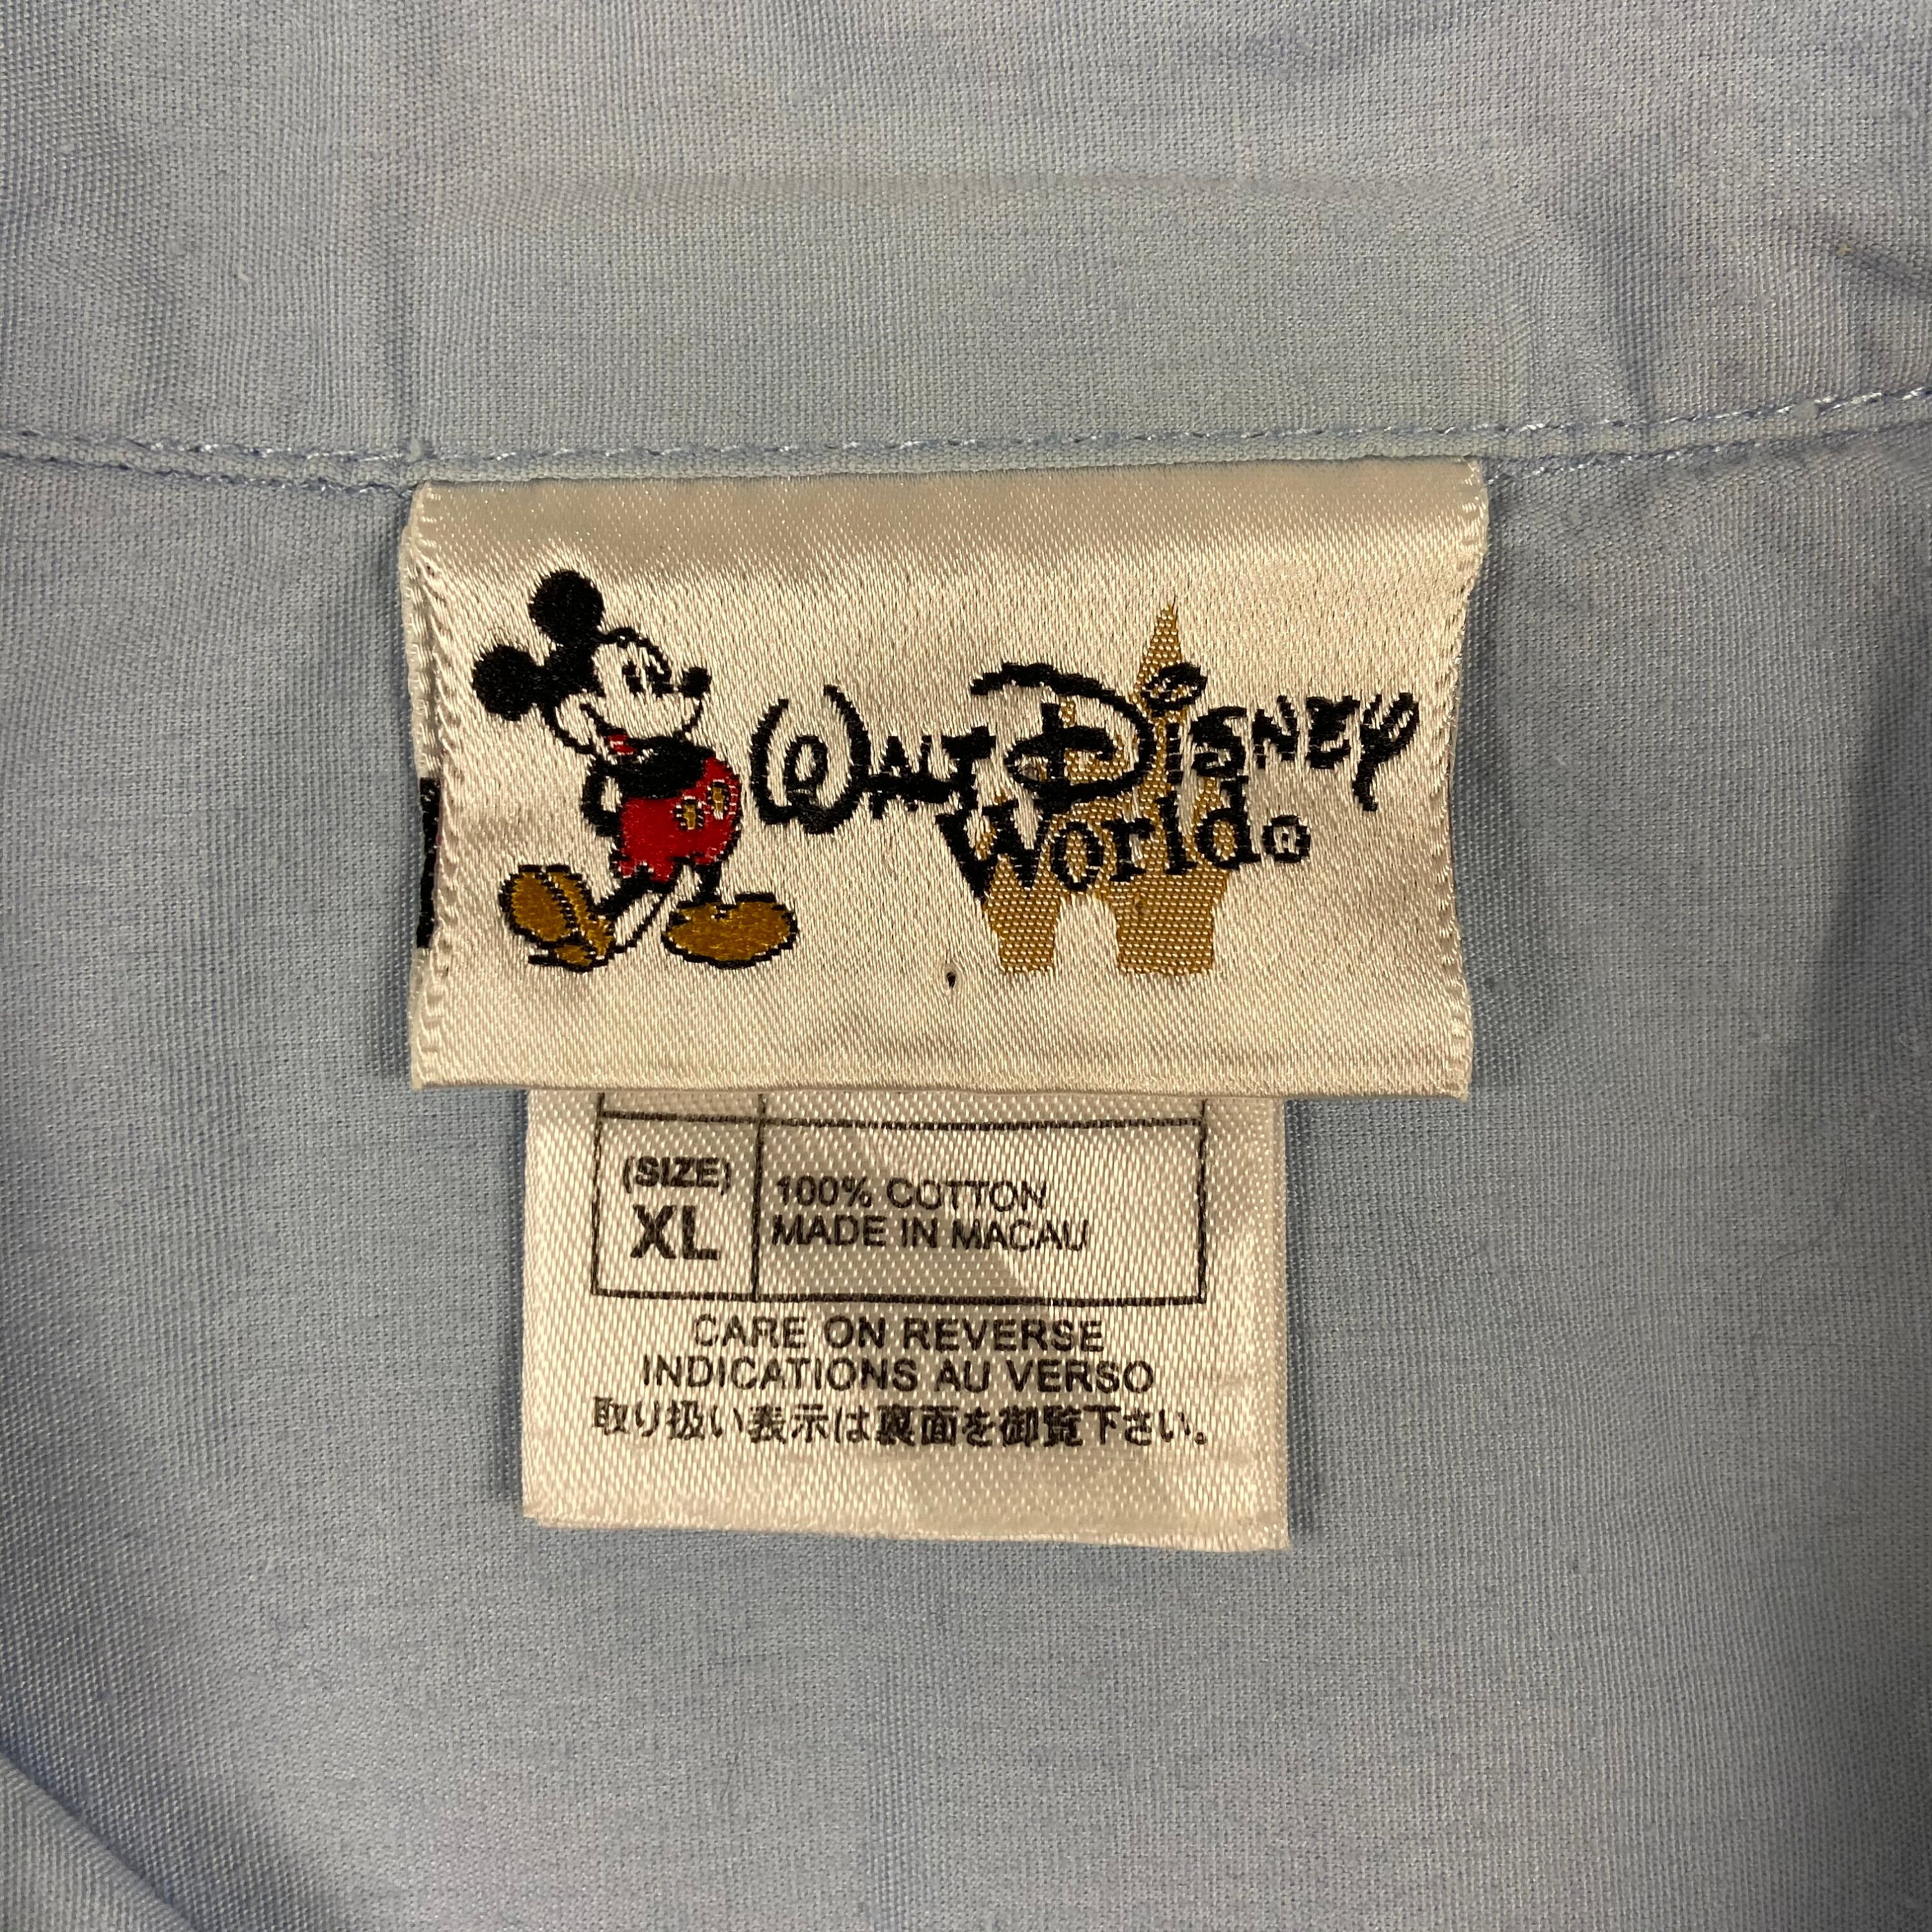 WALT DISNEY
World®
(SIZE)
XL
100% COTTON
MADE IN MACAU
CARE ON REVERSE
INDICATIONS AU VERSO
取り扱い表示は裏面を御覧下さい。